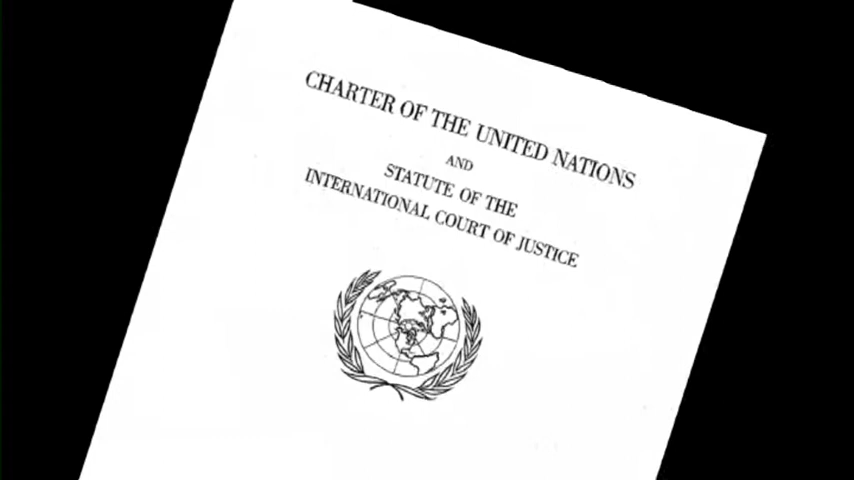 CHARTER OF THE UNITED NATIONS
AND
STATUTE OF THE
INTERNATIONAL COURT OF JUSTICE